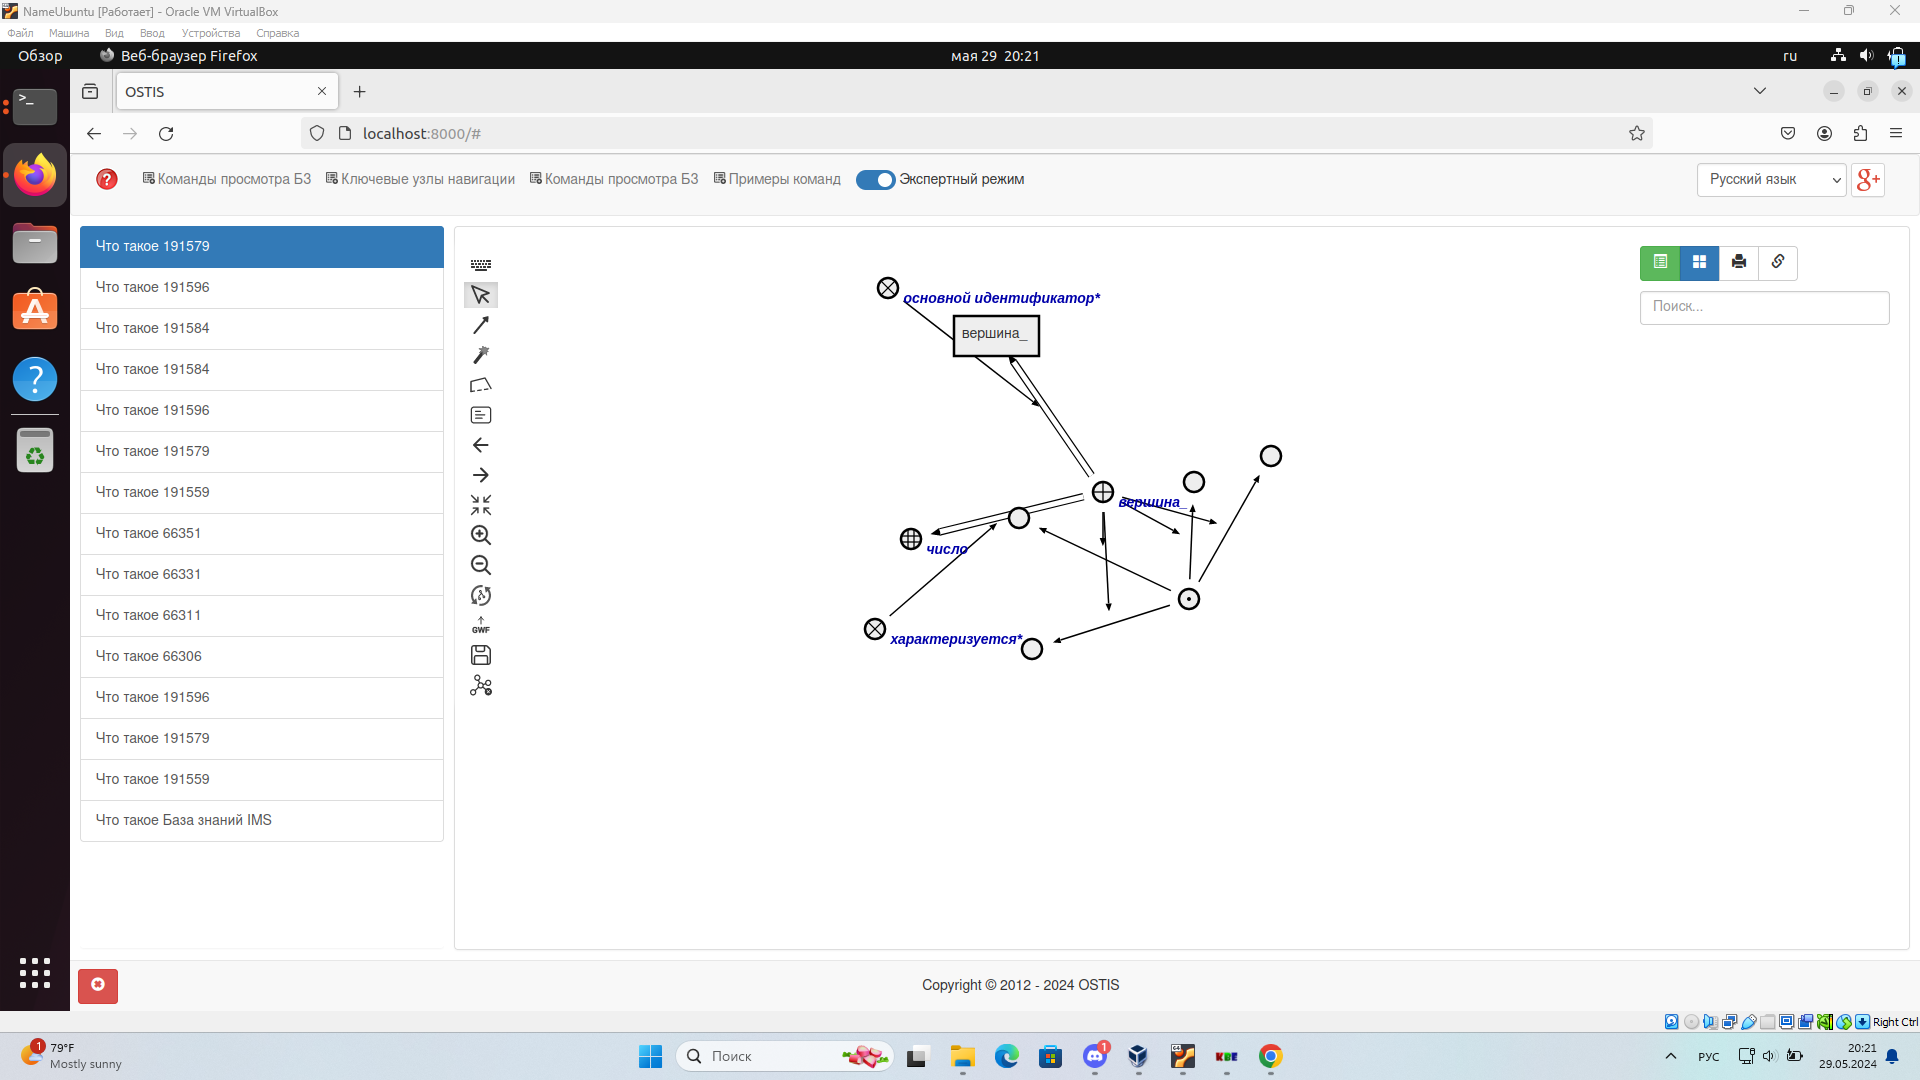 NameUbuntu [Работает] - Oracle VM VirtualBox
Файл Машина Вид Ввод Устройства Справка
Обзор Веб-браузер Firefox мая 29 20:21 ru
OSTIS
localhost:8000/#
Команды просмотра БЗ Ключевые узлы навигации Команды просмотра БЗ Примеры команд Экспертный режим Русский язык g+
Что такое 191579
Что такое 191596
Что такое 191584
Что такое 191584
Что такое 191596
Что такое 191579
Что такое 191559
Что такое 66351
Что такое 66331
Что такое 66311
Что такое 66306
Что такое 191596
Что такое 191579
Что такое 191559
Что такое База знаний IMS
GWF
основной идентификатор*
вершина_
вершина_
число
характеризуется*
Поиск...
Copyright © 2012 - 2024 OSTIS
Right Ctrl
1
79°F
Mostly sunny
Поиск
1
KBE
РУС
20:21
29.05.2024